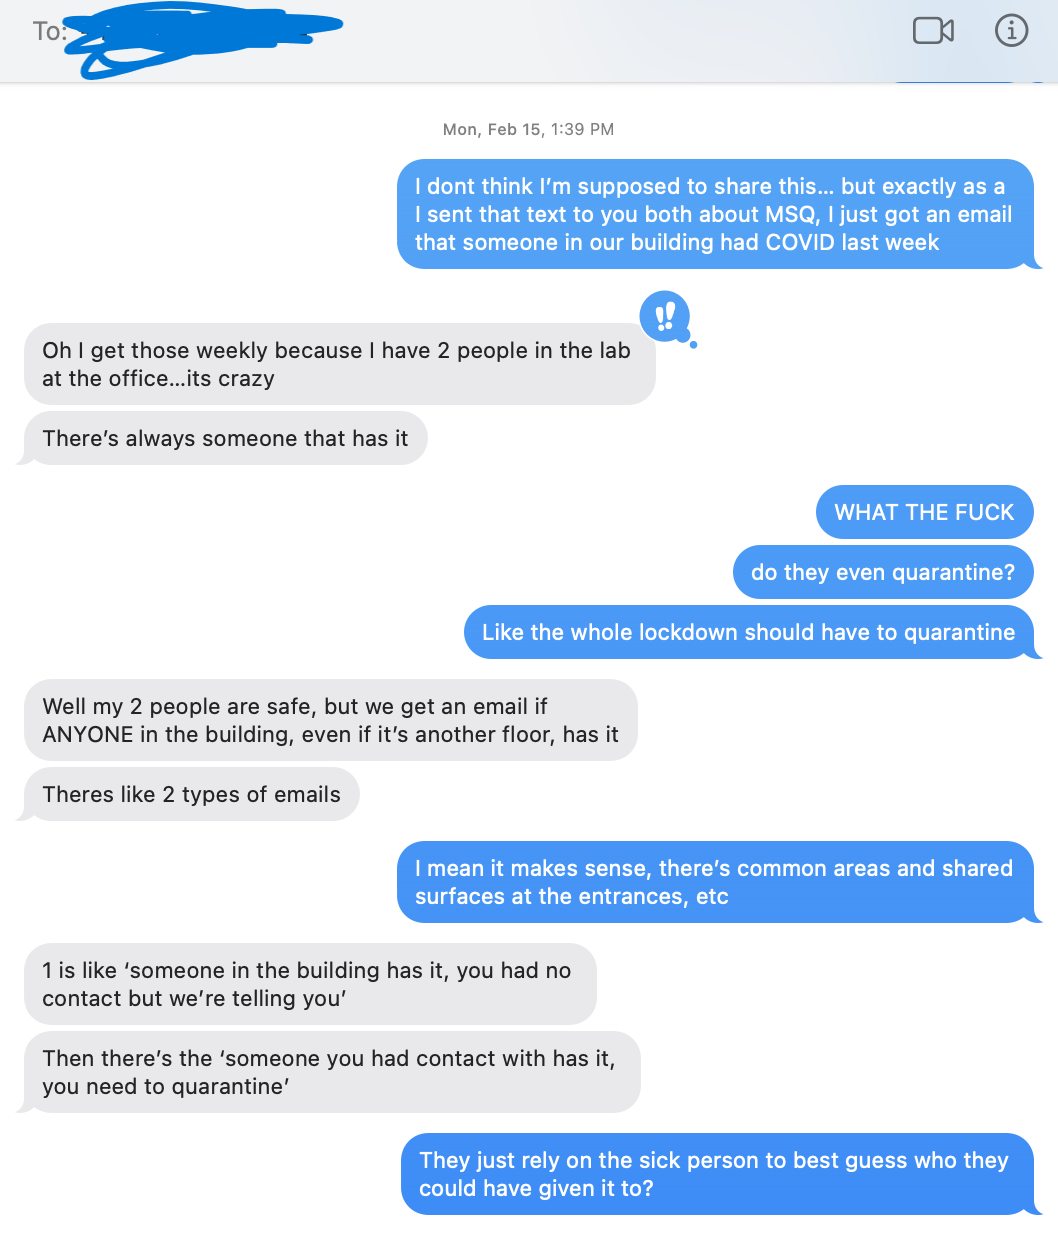 To:
Mon, Feb 15, 1:39 PM
I dont think I’m supposed to share this... but exactly as a
I sent that text to you both about MSQ, I just got an email
that someone in our building had COVID last week
!!
Oh I get those weekly because I have 2 people in the lab
at the office...its crazy
There’s always someone that has it
WHAT THE FUCK
do they even quarantine?
Like the whole lockdown should have to quarantine
Well my 2 people are safe, but we get an email if
ANYONE in the building, even if it’s another floor, has it
Theres like 2 types of emails
I mean it makes sense, there’s common areas and shared
surfaces at the entrances, etc
1 is like ‘someone in the building has it, you had no
contact but we’re telling you’
Then there’s the ‘someone you had contact with has it,
you need to quarantine’
They just rely on the sick person to best guess who they
could have given it to?